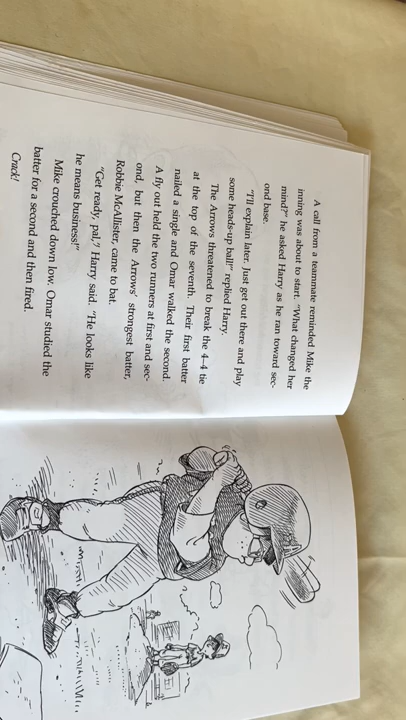 A call from a teammate reminded Mike the
inning was about to start. "What changed her
mind?" he asked Harry as he ran toward sec-
ond base.
"I'll explain later. Just get out there and play
some heads-up ball!" replied Harry.
The Arrows threatened to break the 4–4 tie
at the top of the seventh. Their first batter
nailed a single and Omar walked the second.
A fly out held the two runners at first and sec-
ond, but then the Arrows' strongest batter,
Robbie McAllister, came to bat.
"Get ready, pal," Harry said. "He looks like
he means business!"
Mike crouched down low. Omar studied the
batter for a second and then fired.
Crack!